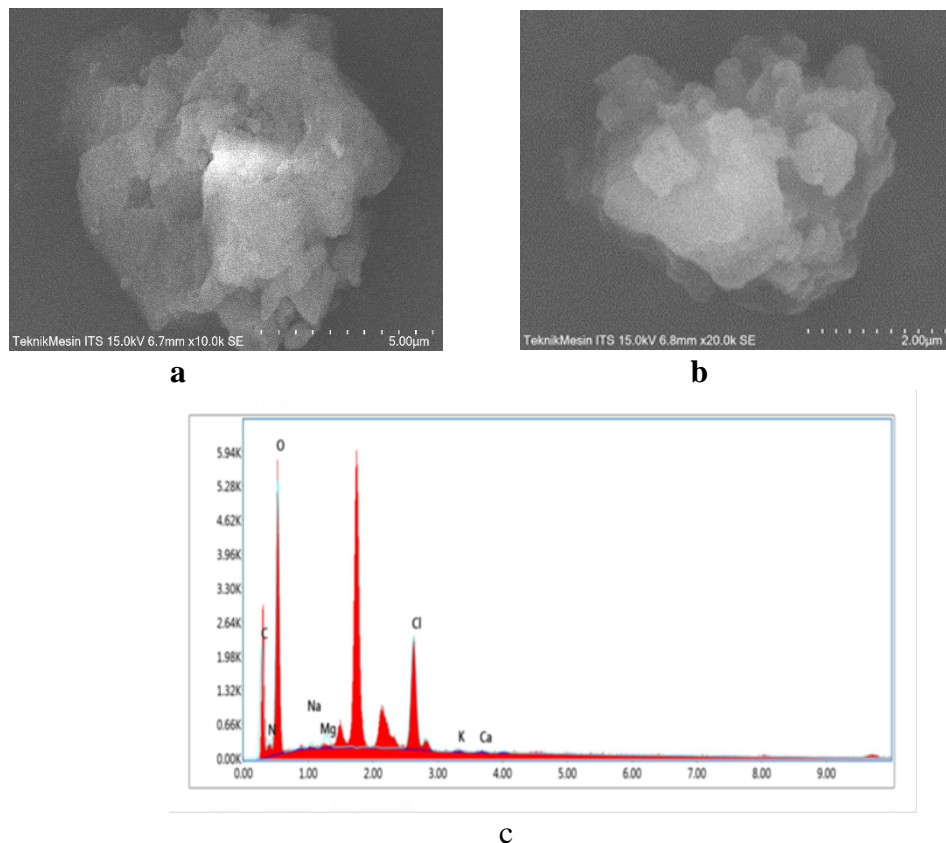 TeknikMesin ITS 15.0kV 6.7mm x10.0k SE 5.00µm
TeknikMesin ITS 15.0kV 6.8mm x20.0k SE 2.00µm
a
b
5.94K
5.28K
4.62K
3.96K
3.30K
2.64K
1.98K
1.32K
0.66K
0.00K
O
C
N
Na
Mg
Cl
K
Ca
0.00 1.00 2.00 3.00 4.00 5.00 6.00 7.00 8.00 9.00
c